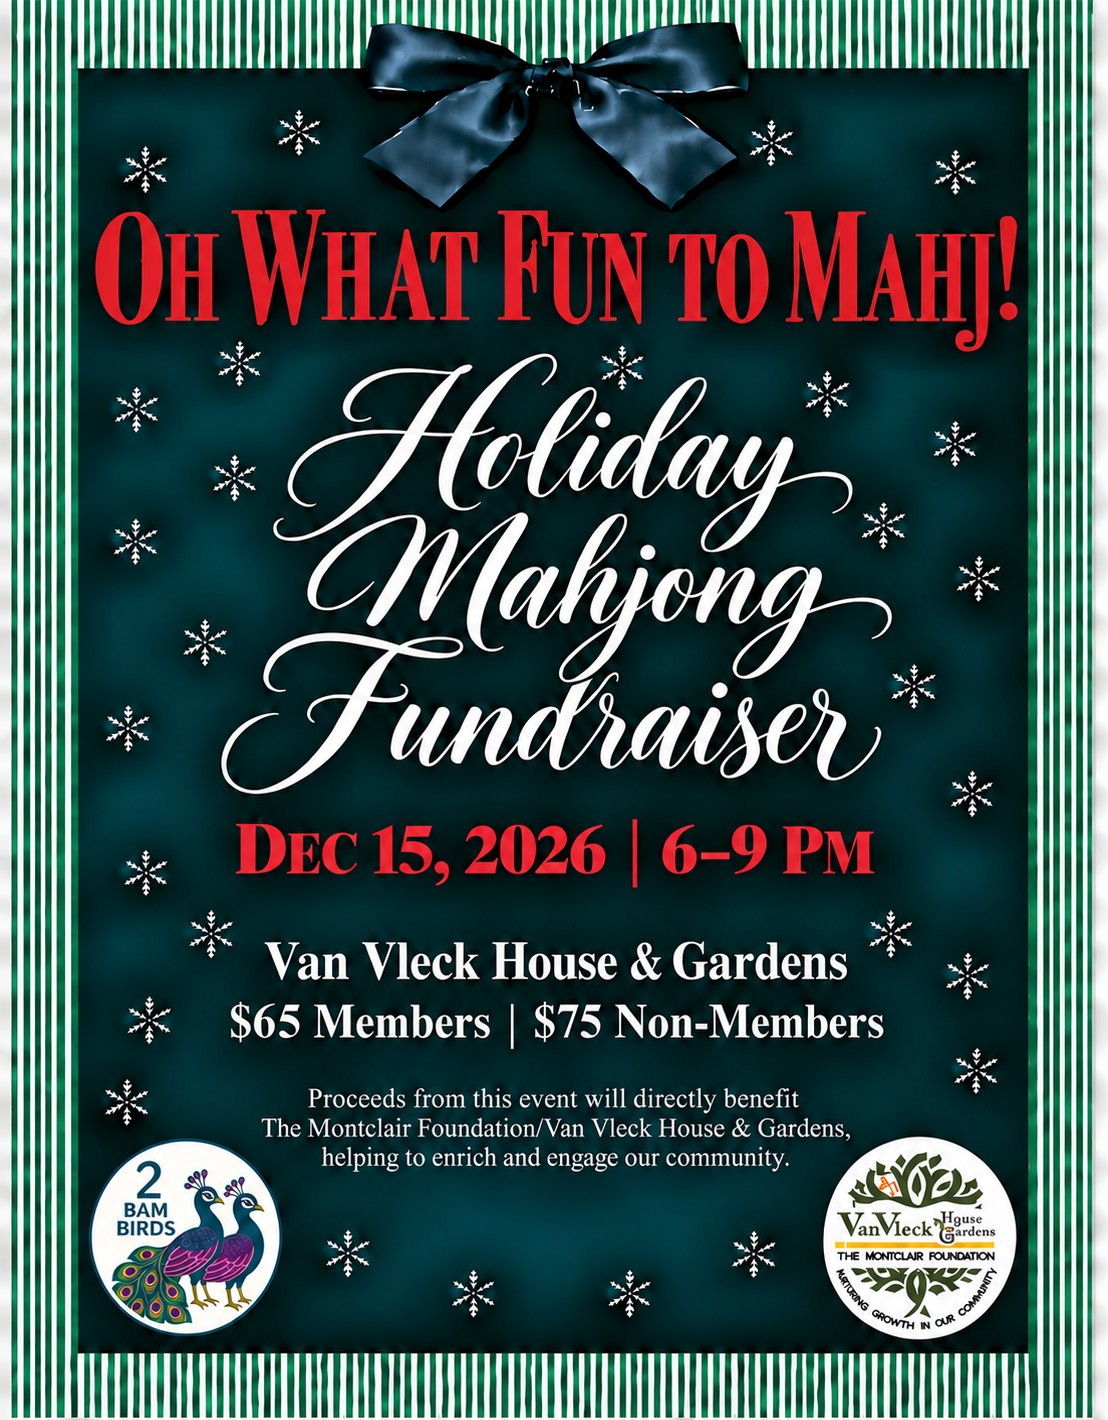 Oh What Fun to Mahj!
Holiday
Mahjong
Fundraiser
Dec 15, 2026 | 6–9 PM
Van Vleck House & Gardens
$65 Members | $75 Non-Members
Proceeds from this event will directly benefit
The Montclair Foundation/Van Vleck House & Gardens,
helping to enrich and engage our community.
2
BAM
BIRDS
VanVleck House & Gardens
THE MONTCLAIR FOUNDATION
NURTURING GROWTH IN OUR COMMUNITY